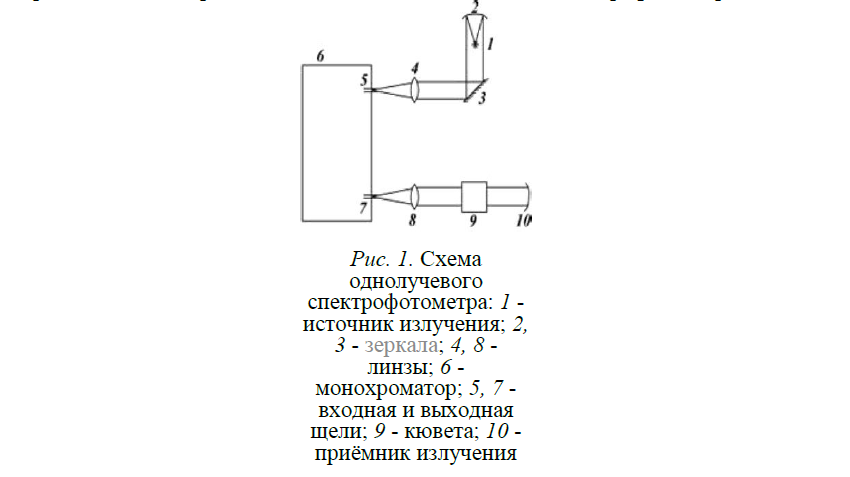 2
1
6
4
5
3
7
8
9
10
Рис. 1. Схема
однолучевого
спектрофотометра: 1 -
источник излучения; 2,
3 - зеркала; 4, 8 -
линзы; 6 -
монохроматор; 5, 7 -
входная и выходная
щели; 9 - кювета; 10 -
приёмник излучения